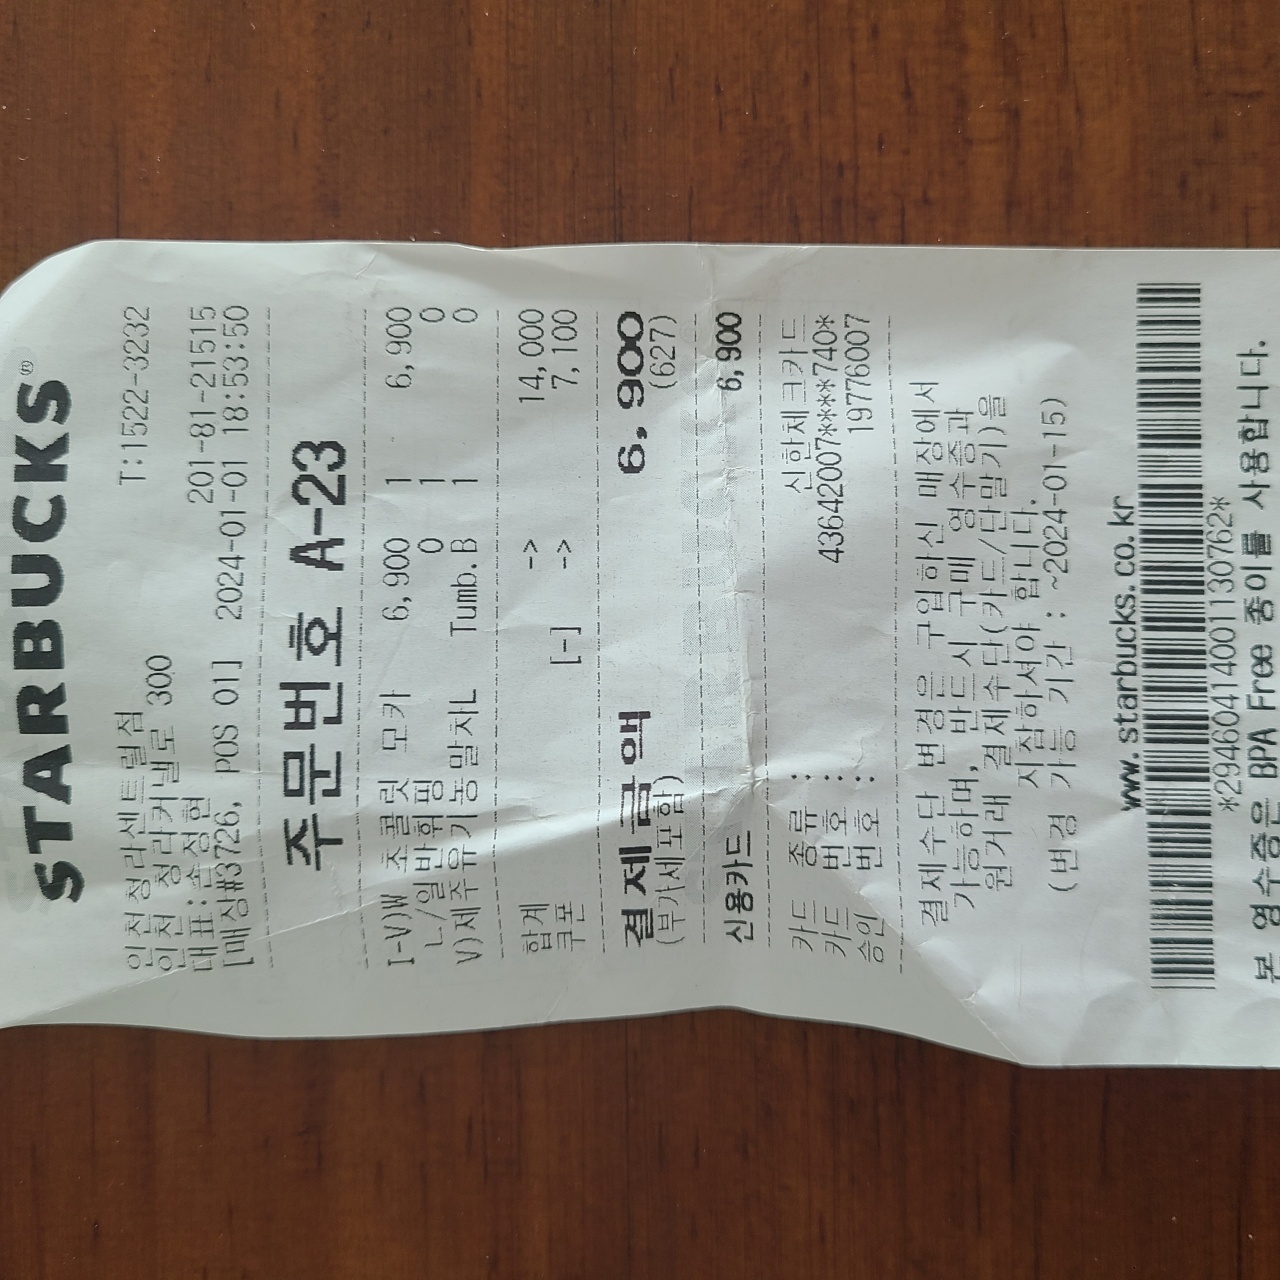 STARBUCKS®
인천청라센트럴점 T:1522-3232
인천 청라커낼로 300
대표:손정현 201-81-21515
[매장#3726, POS 01] 2024-01-01 18:53:50
주문번호 A-23
I-V)W 초콜릿 모카 6,900 1 6,900
L/일반휘핑 0 1 0
V)제주유기농말차L Tumb.B 1 0
합계 -> 14,000
쿠폰 [-] -> 7,100
결제금액 6,900
(부가세포함) (627)
신용카드 6,900
카드 종류 : 신한체크카드
카드 번호 : 43642007****740*
승인 번호 : 19776007
결제수단 변경은 구입하신 매장에서
가능하며, 반드시 구매 영수증과
원거래 결제수단(카드/단말기)을
지참하셔야 합니다.
(변경 가능 기간 : ~2024-01-15)
www.starbucks.co.kr
*29460414001130762*
본 영수증은 BPA Free 종이를 사용합니다.